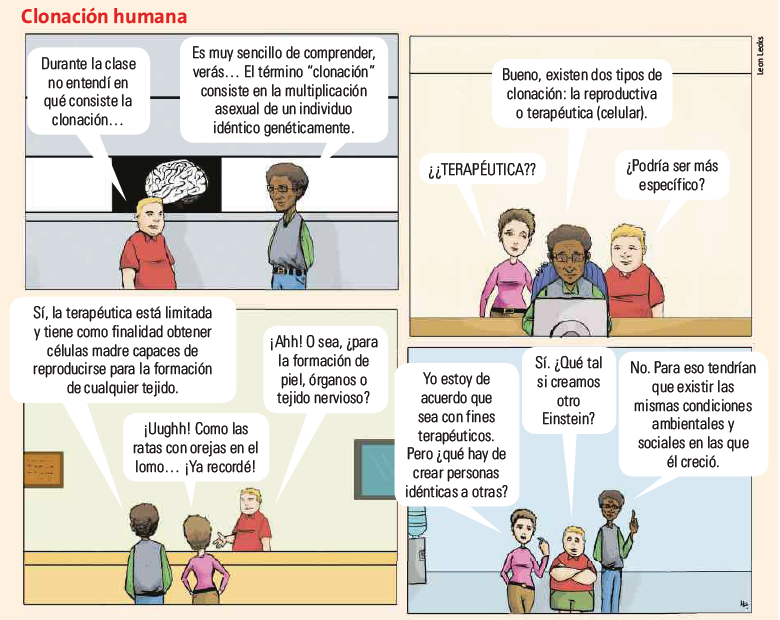 Clonación humana
Durante la clase
no entendí en
qué consiste la
clonación…
Es muy sencillo de comprender,
verás… El término “clonación”
consiste en la multiplicación
asexual de un individuo
idéntico genéticamente.
Bueno, existen dos tipos de
clonación: la reproductiva
o terapéutica (celular).
¿¿TERAPÉUTICA??
¿Podría ser más
específico?
Leon Leoks
Sí, la terapéutica está limitada
y tiene como finalidad obtener
células madre capaces de
reproducirse para la formación
de cualquier tejido.
¡Uughh! Como las
ratas con orejas en el
lomo… ¡Ya recordé!
¡Ahh! O sea, ¿para
la formación de
piel, órganos o
tejido nervioso?
Yo estoy de
acuerdo que
sea con fines
terapéuticos.
Pero ¿qué hay de
crear personas
idénticas a otras?
Sí. ¿Qué tal
si creamos
otro
Einstein?
No. Para eso tendrían
que existir las
mismas condiciones
ambientales y
sociales en las que
él creció.